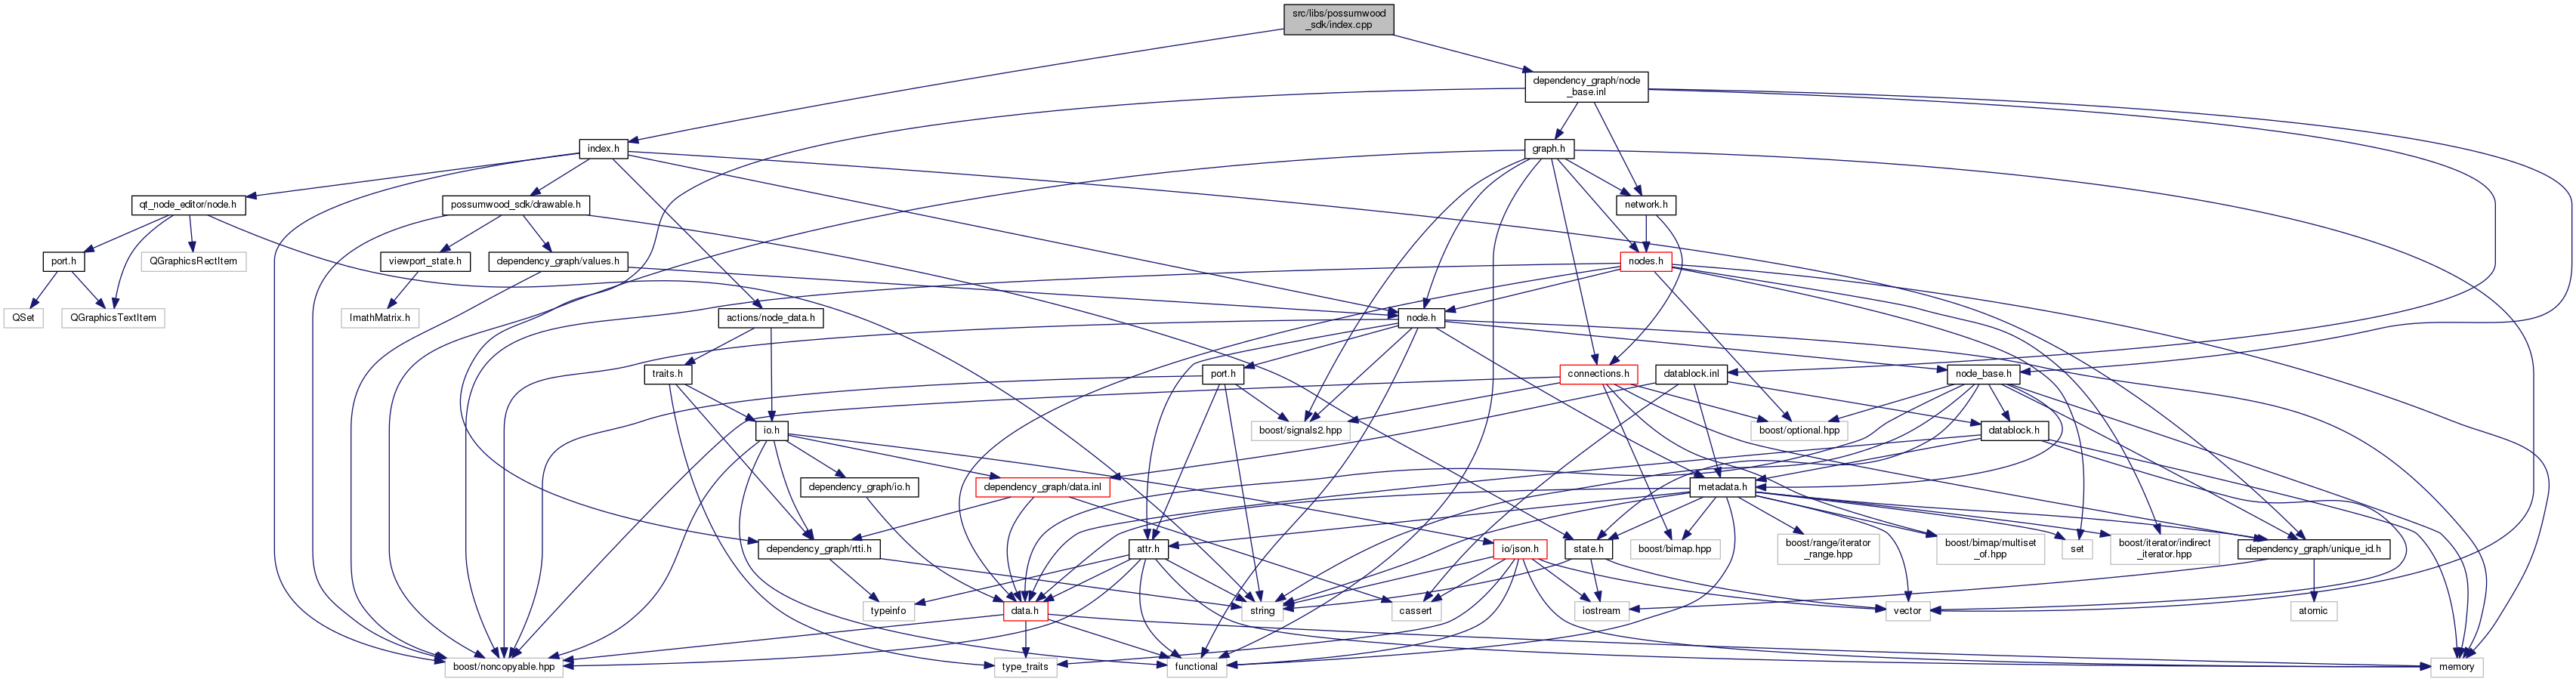 src/libs/possumwood
_sdk/index.cpp
dependency_graph/node
_base.inl
index.h
graph.h
qt_node_editor/node.h
possumwood_sdk/drawable.h
network.h
port.h
QGraphicsRectItem
viewport_state.h
dependency_graph/values.h
nodes.h
QSet
QGraphicsTextItem
ImathMatrix.h
actions/node_data.h
node.h
traits.h
port.h
connections.h
datablock.inl
node_base.h
io.h
boost/signals2.hpp
boost/optional.hpp
datablock.h
dependency_graph/io.h
dependency_graph/data.inl
metadata.h
dependency_graph/rtti.h
attr.h
io/json.h
state.h
boost/bimap.hpp
boost/range/iterator
_range.hpp
boost/bimap/multiset
_of.hpp
set
boost/iterator/indirect
_iterator.hpp
dependency_graph/unique_id.h
typeinfo
data.h
string
cassert
iostream
vector
atomic
boost/noncopyable.hpp
type_traits
functional
memory